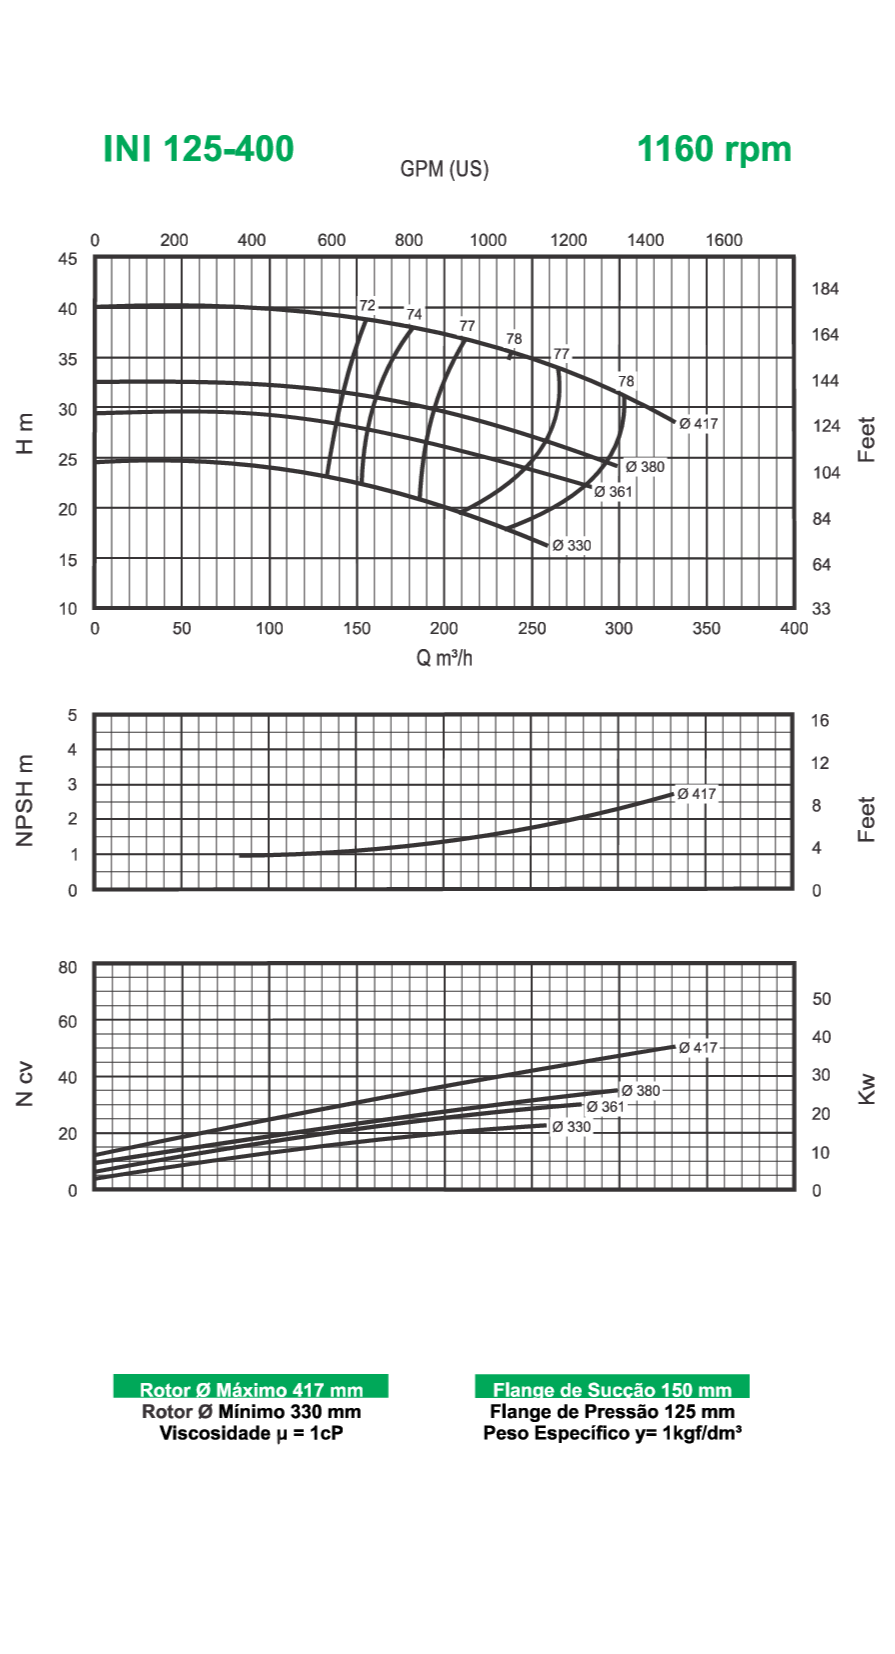 INI 125-400 1160 rpm
GPM (US)
0 200 400 600 800 1000 1200 1400 1600
45
40
35
30
25
20
15
10
H m
184
164
144
124
104
84
64
33
Feet
72
74
77
78
77
78
Ø 417
Ø 380
Ø 361
Ø 330
0 50 100 150 200 250 300 350 400
Q m³/h
5
4
3
2
1
0
NPSH m
16
12
8
4
0
Feet
Ø 417
80
60
40
20
0
N cv
50
40
30
20
10
0
Kw
Ø 417
Ø 380
Ø 361
Ø 330
Rotor Ø Máximo 417 mm
Rotor Ø Mínimo 330 mm
Viscosidade µ = 1cP
Flange de Sucção 150 mm
Flange de Pressão 125 mm
Peso Específico y= 1kgf/dm³